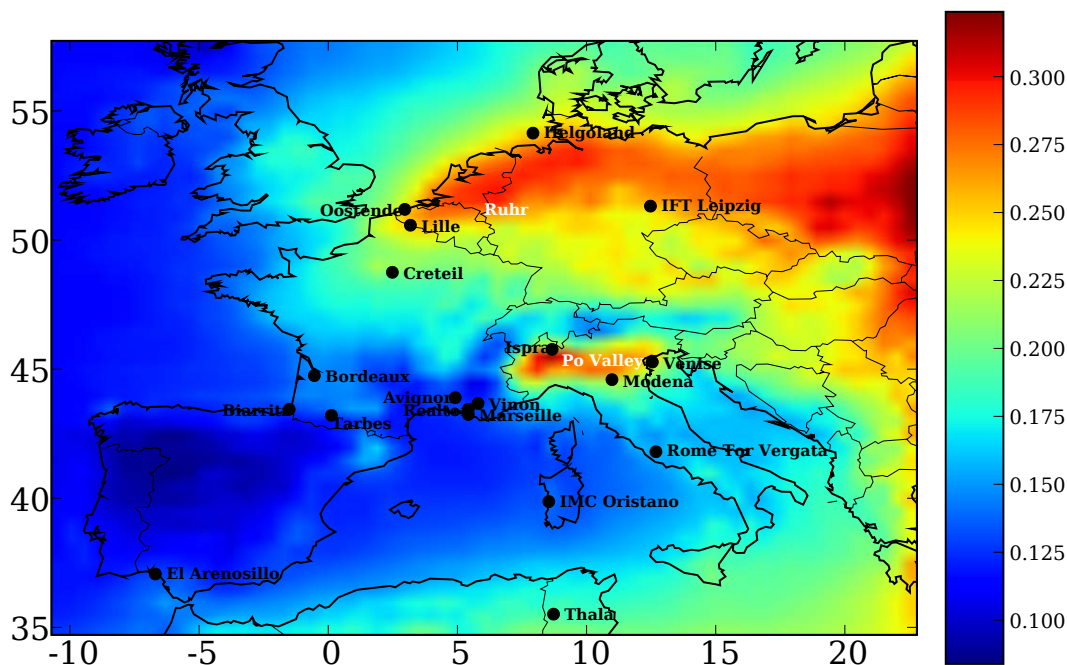 0.300
55
Helgoland
0.275
Oostende
Ruhr
IFT Leipzig
Lille
0.250
50
Creteil
0.225
0.200
Ispra
Po Valley
Venise
45
Bordeaux
Modena
0.175
Avignon
Vinon
Biarritz
Realtor
Marseille
Tarbes
Rome Tor Vergata
0.150
40
IMC Oristano
0.125
El Arenosillo
Thala
0.100
35
-10 -5 0 5 10 15 20